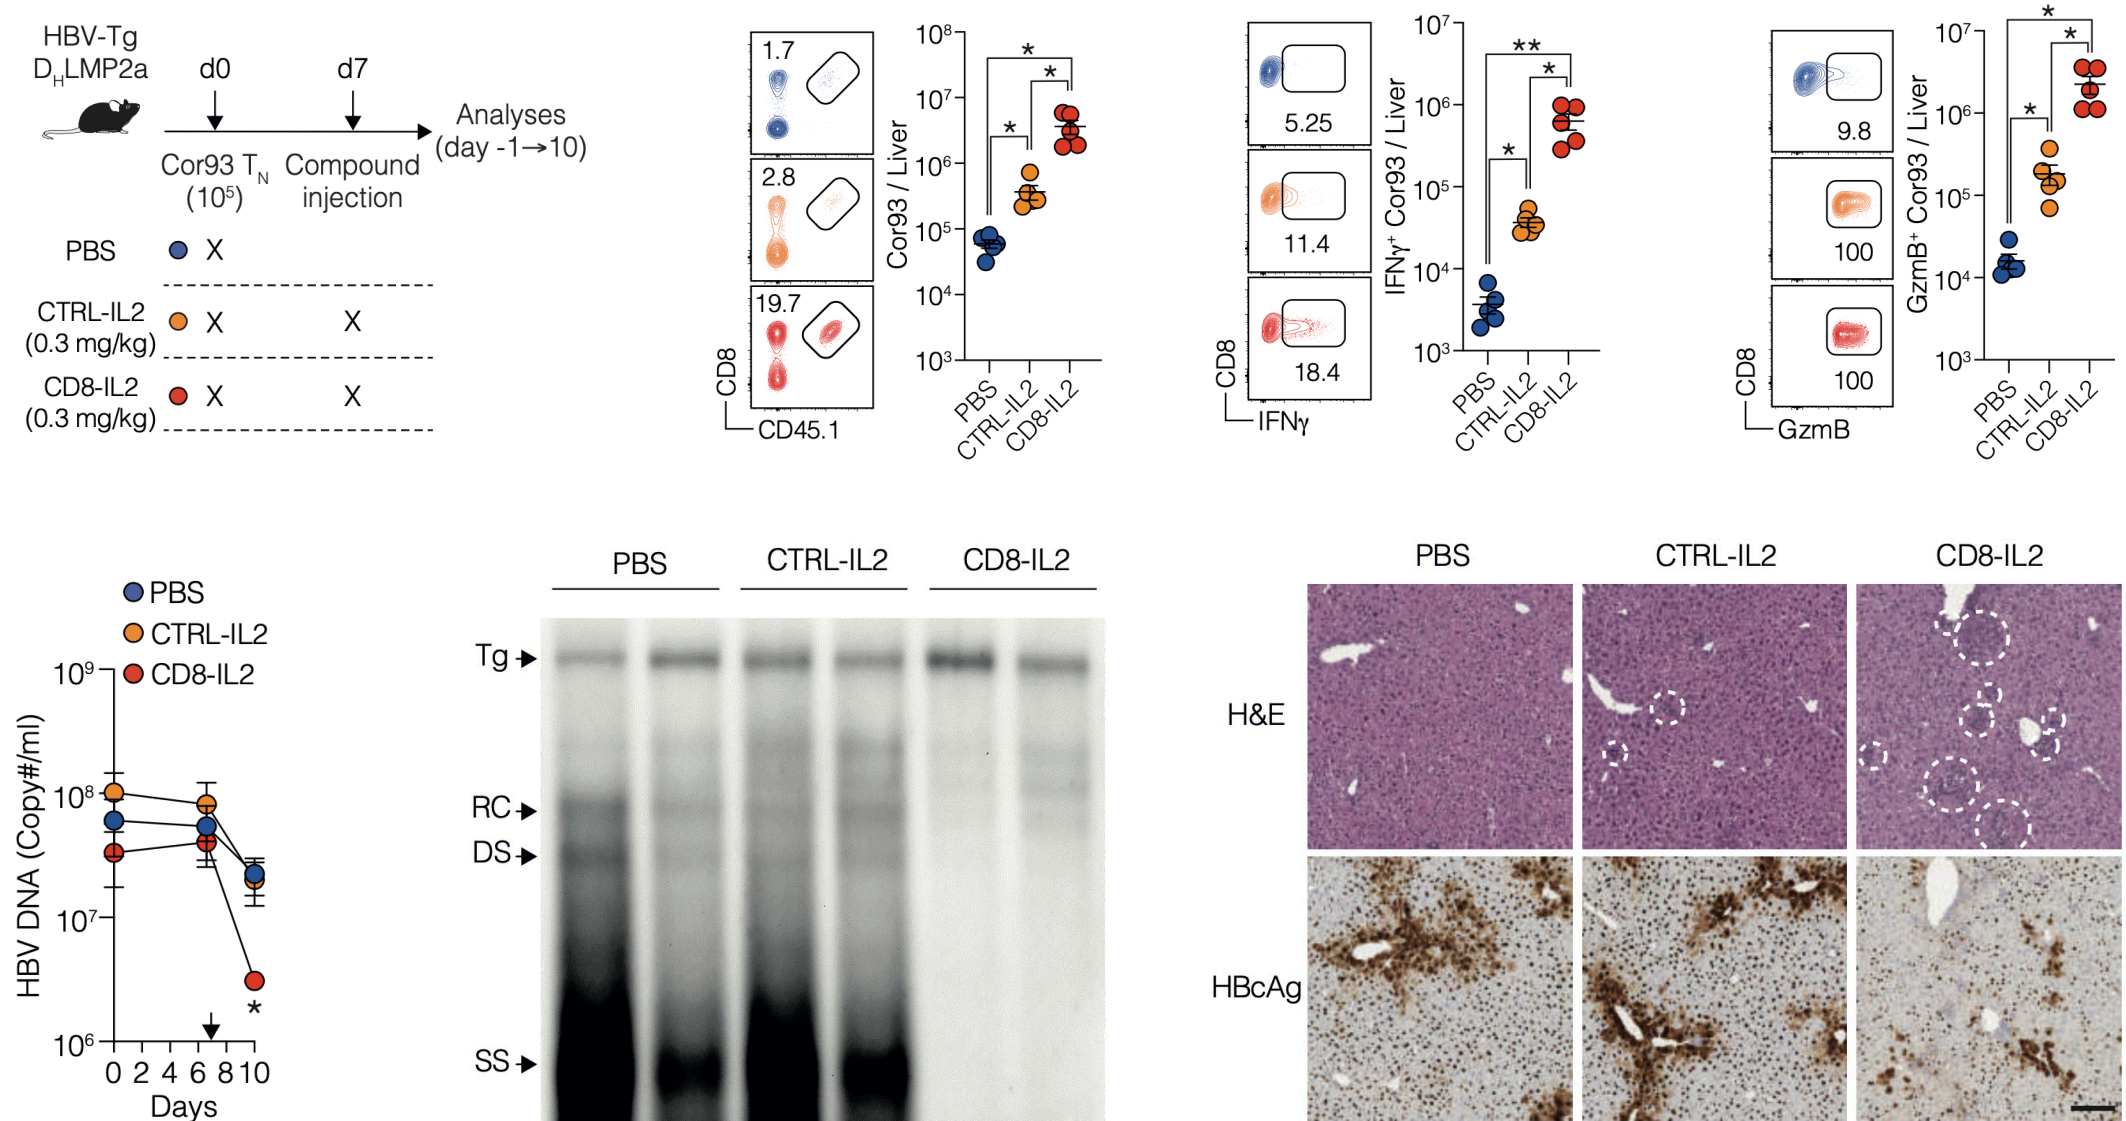 HBV-Tg
DHLMP2a
d0
d7
Analyses
(day -1→10)
Cor93 TN
(10⁵)
Compound
injection
PBS
X
CTRL-IL2
(0.3 mg/kg)
X
X
CD8-IL2
(0.3 mg/kg)
X
X
1.7
2.8
19.7
CD8
CD45.1
Cor93 / Liver
10⁸
10⁷
10⁶
10⁵
10⁴
10³
*
*
*
PBS
CTRL-IL2
CD8-IL2
5.25
11.4
18.4
CD8
IFNγ
IFNγ⁺ Cor93 / Liver
10⁷
10⁶
10⁵
10⁴
10³
**
*
*
PBS
CTRL-IL2
CD8-IL2
9.8
100
100
CD8
GzmB
GzmB⁺ Cor93 / Liver
10⁷
10⁶
10⁵
10⁴
10³
*
*
*
PBS
CTRL-IL2
CD8-IL2
PBS
CTRL-IL2
CD8-IL2
HBV DNA (Copy#/ml)
10⁹
10⁸
10⁷
10⁶
*
0 2 4 6 8 10
Days
PBS
CTRL-IL2
CD8-IL2
Tg
RC
DS
SS
PBS
CTRL-IL2
CD8-IL2
H&E
HBcAg